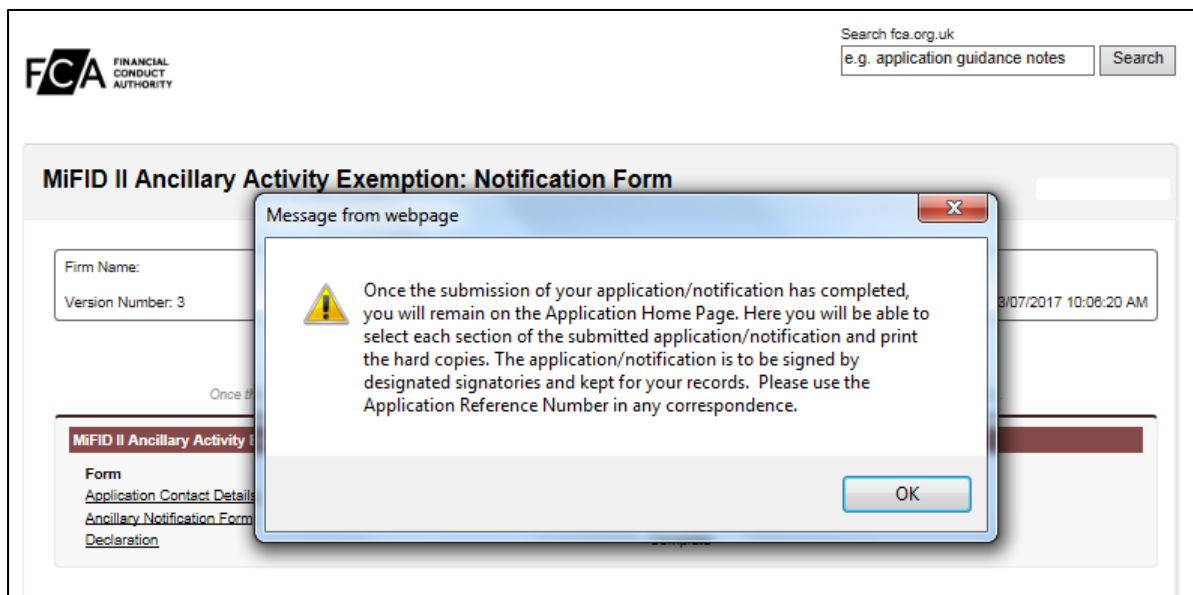 Search fca.org.uk
FCA FINANCIAL CONDUCT AUTHORITY
e.g. application guidance notes Search
MiFID II Ancillary Activity Exemption: Notification Form
Message from webpage
Firm Name:
Version Number: 3
3/07/2017 10:06:20 AM
Once the submission of your application/notification has completed,
you will remain on the Application Home Page. Here you will be able to
select each section of the submitted application/notification and print
the hard copies. The application/notification is to be signed by
designated signatories and kept for your records. Please use the
Application Reference Number in any correspondence.
Once
MiFID II Ancillary Activity
Form
Application Contact Details
Ancillary Notification Form
Declaration
OK